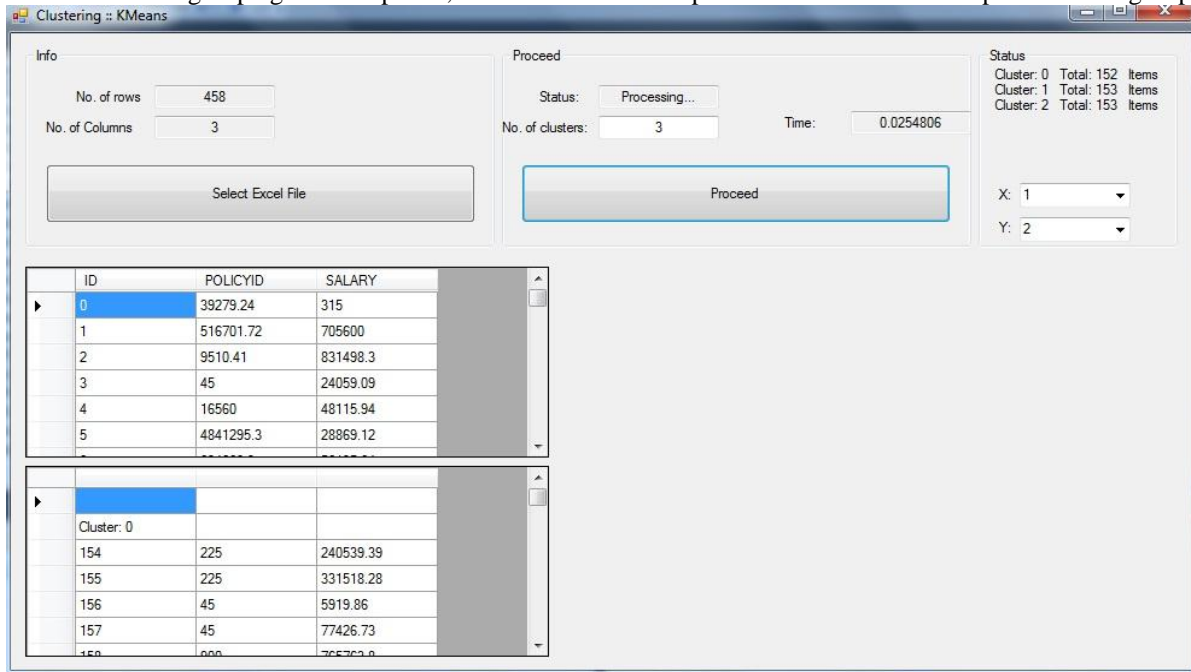 Clustering :: KMeans
Info
No. of rows 458
No. of Columns 3
Select Excel File
Proceed
Status: Processing...
No. of clusters: 3 Time: 0.0254806
Proceed
Status
Cluster: 0 Total: 152 Items
Cluster: 1 Total: 153 Items
Cluster: 2 Total: 153 Items
X: 1
Y: 2
ID POLICYID SALARY
0 39279.24 315
1 516701.72 705600
2 9510.41 831498.3
3 45 24059.09
4 16560 48115.94
5 4841295.3 28869.12
Cluster: 0
154 225 240539.39
155 225 331518.28
156 45 5919.86
157 45 77426.73